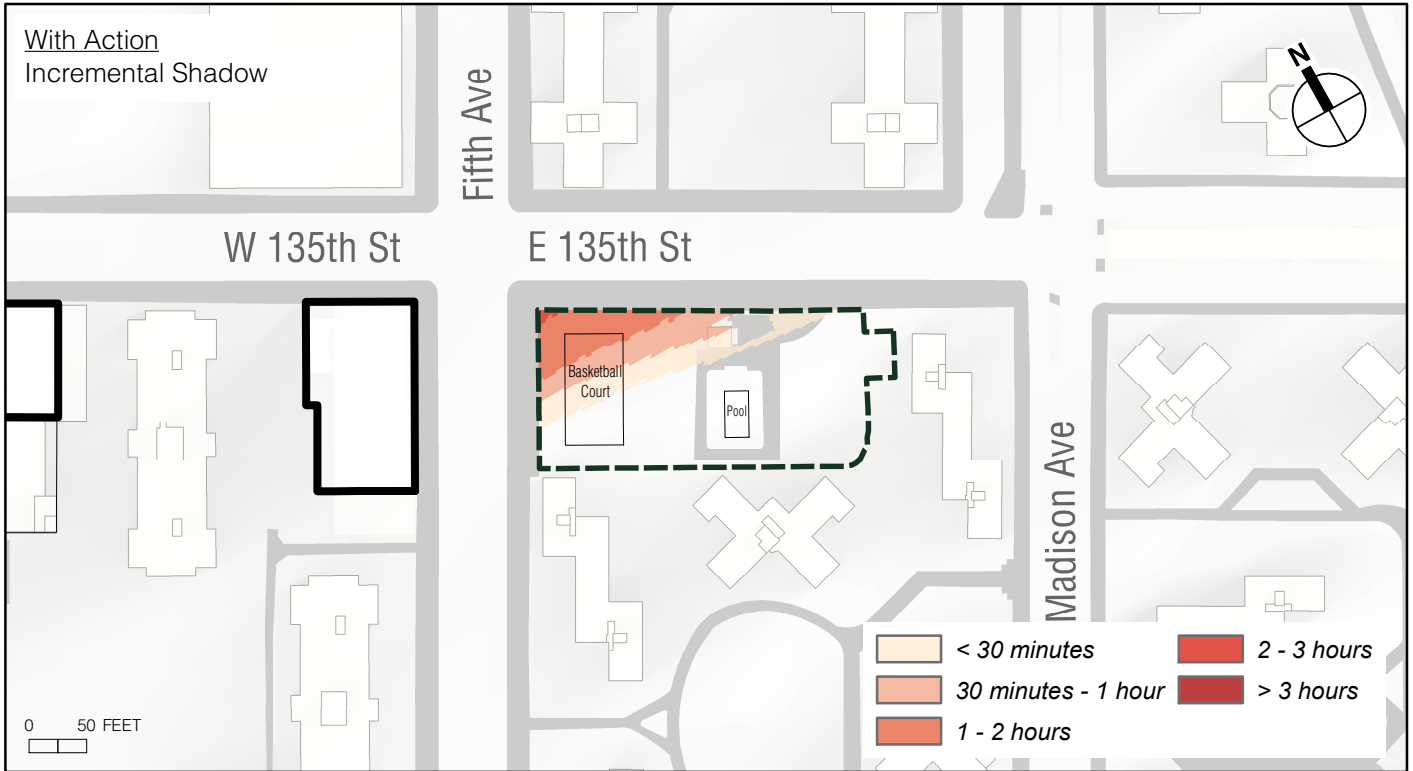 With Action
Incremental Shadow
N
Fifth Ave
W 135th St
E 135th St
Basketball
Court
Pool
Madison Ave
< 30 minutes
30 minutes - 1 hour
1 - 2 hours
2 - 3 hours
> 3 hours
0 50 FEET